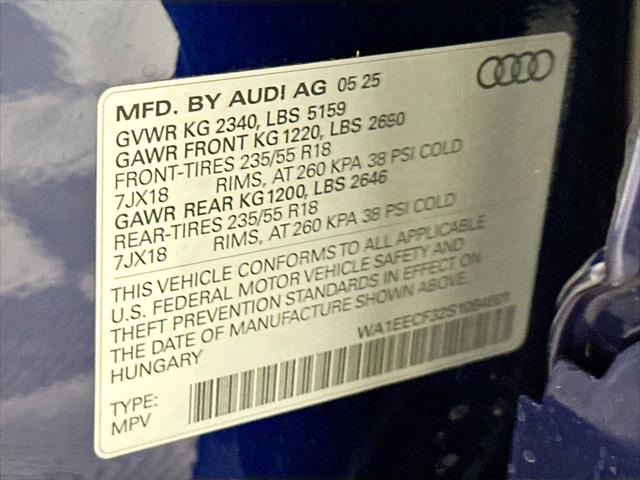 MFD. BY AUDI AG 05 25
GVWR KG 2340, LBS 5159
GAWR FRONT KG 1220, LBS 2690
FRONT-TIRES 235/55 R18
7JX18 RIMS, AT 260 KPA 38 PSI COLD
GAWR REAR KG 1200, LBS 2646
REAR-TIRES 235/55 R18
7JX18 RIMS, AT 260 KPA 38 PSI COLD
THIS VEHICLE CONFORMS TO ALL APPLICABLE
U.S. FEDERAL MOTOR VEHICLE SAFETY AND
THEFT PREVENTION STANDARDS IN EFFECT ON
THE DATE OF MANUFACTURE SHOWN ABOVE.
HUNGARY
TYPE:
MPV